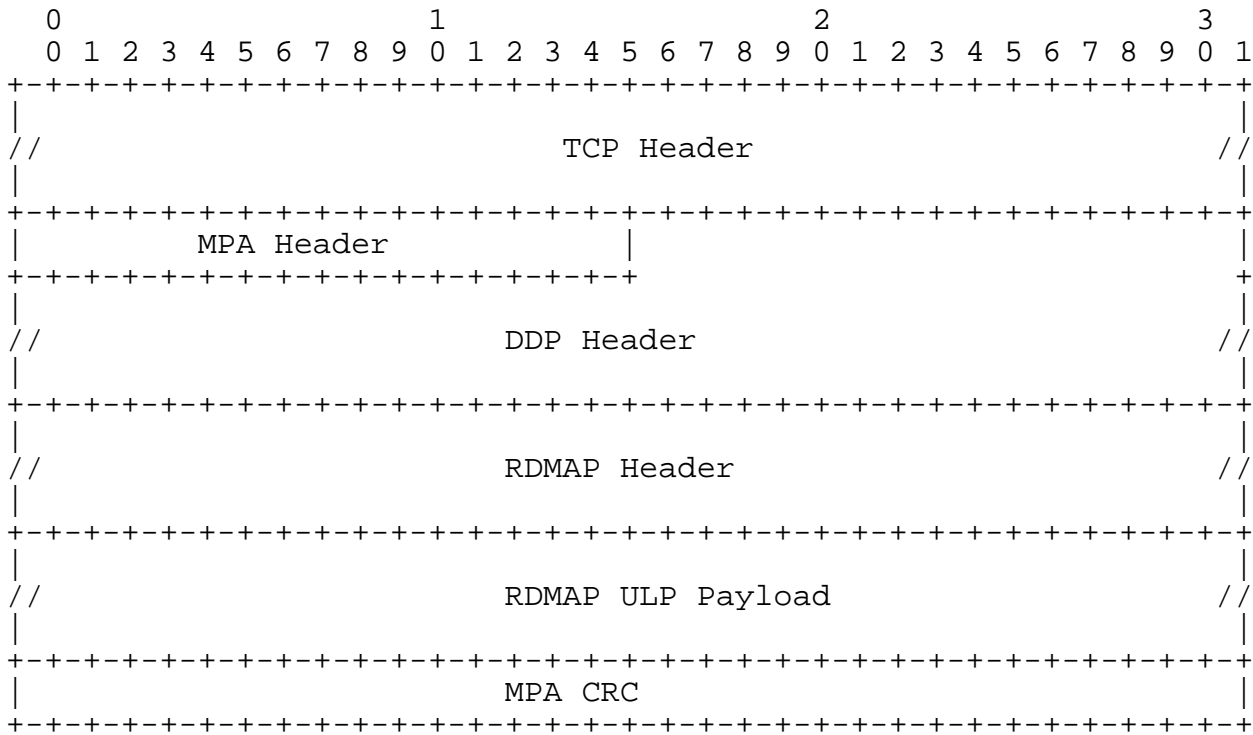 0                   1                   2                   3
0 1 2 3 4 5 6 7 8 9 0 1 2 3 4 5 6 7 8 9 0 1 2 3 4 5 6 7 8 9 0 1
+-+-+-+-+-+-+-+-+-+-+-+-+-+-+-+-+-+-+-+-+-+-+-+-+-+-+-+-+-+-+-+-+
|                                                               |
//                           TCP Header                        //
|                                                               |
+-+-+-+-+-+-+-+-+-+-+-+-+-+-+-+-+-+-+-+-+-+-+-+-+-+-+-+-+-+-+-+-+
|         MPA Header            |                               |
+-+-+-+-+-+-+-+-+-+-+-+-+-+-+-+-+                               +
|                                                               |
//                        DDP Header                           //
|                                                               |
+-+-+-+-+-+-+-+-+-+-+-+-+-+-+-+-+-+-+-+-+-+-+-+-+-+-+-+-+-+-+-+-+
|                                                               |
//                        RDMAP Header                         //
|                                                               |
+-+-+-+-+-+-+-+-+-+-+-+-+-+-+-+-+-+-+-+-+-+-+-+-+-+-+-+-+-+-+-+-+
|                                                               |
//                        RDMAP ULP Payload                    //
|                                                               |
+-+-+-+-+-+-+-+-+-+-+-+-+-+-+-+-+-+-+-+-+-+-+-+-+-+-+-+-+-+-+-+-+
|                         MPA CRC                               |
+-+-+-+-+-+-+-+-+-+-+-+-+-+-+-+-+-+-+-+-+-+-+-+-+-+-+-+-+-+-+-+-+